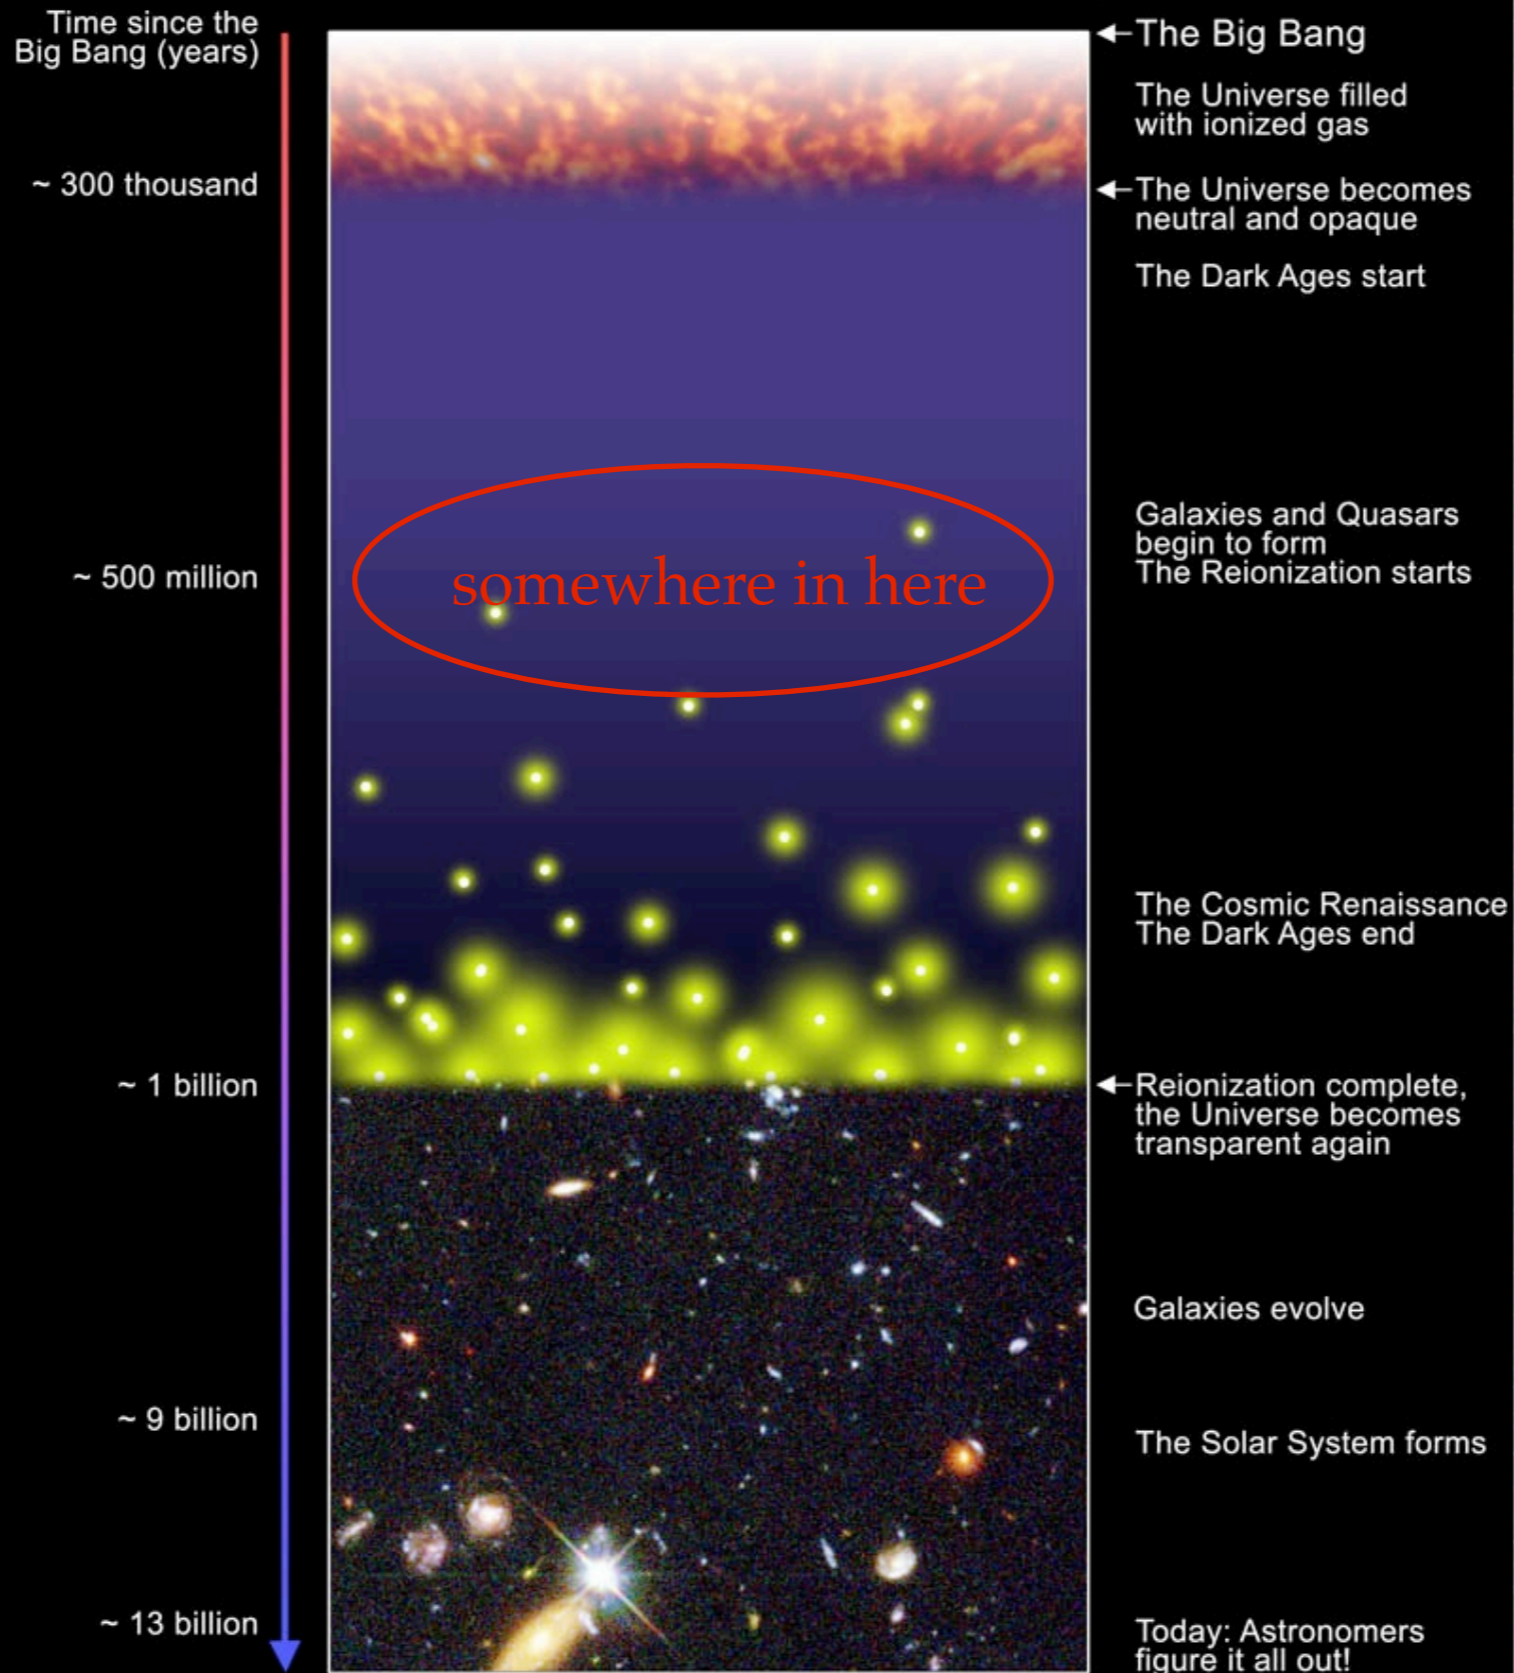 Time since the
Big Bang (years)
The Big Bang
The Universe filled
with ionized gas
~ 300 thousand
The Universe becomes
neutral and opaque
The Dark Ages start
Galaxies and Quasars
begin to form
~ 500 million
somewhere in here
The Reionization starts
The Cosmic Renaissance
The Dark Ages end
~ 1 billion
Reionization complete,
the Universe becomes
transparent again
Galaxies evolve
~ 9 billion
The Solar System forms
~ 13 billion
Today: Astronomers
figure it all out!